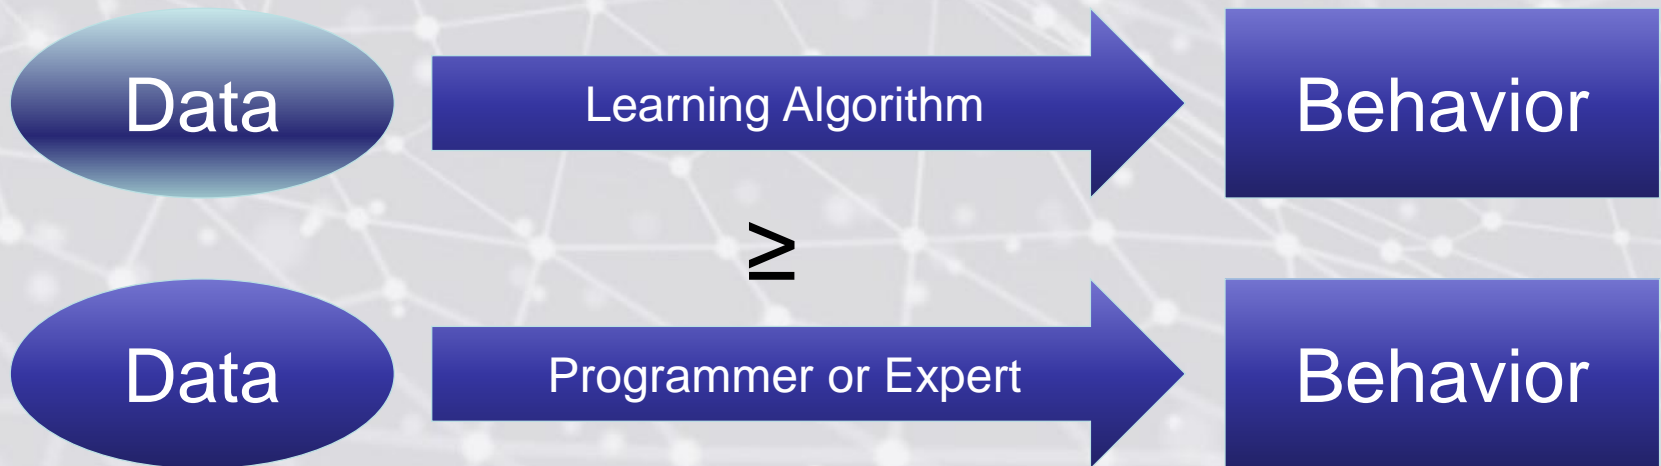 Data
Learning Algorithm
Behavior
≥
Data
Programmer or Expert
Behavior